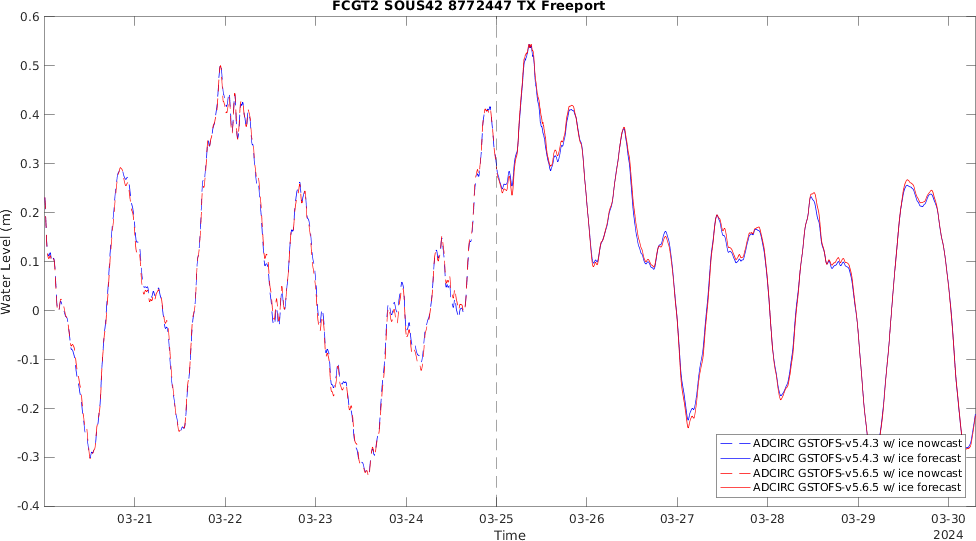 FCGT2 SOUS42 8772447 TX Freeport
Water Level (m)
0.6
0.5
0.4
0.3
0.2
0.1
0
-0.1
-0.2
-0.3
-0.4
ADCIRC GSTOFS-v5.4.3 w/ ice nowcast
ADCIRC GSTOFS-v5.4.3 w/ ice forecast
ADCIRC GSTOFS-v5.6.5 w/ ice nowcast
ADCIRC GSTOFS-v5.6.5 w/ ice forecast
03-21 03-22 03-23 03-24 03-25 03-26 03-27 03-28 03-29 03-30
Time 2024